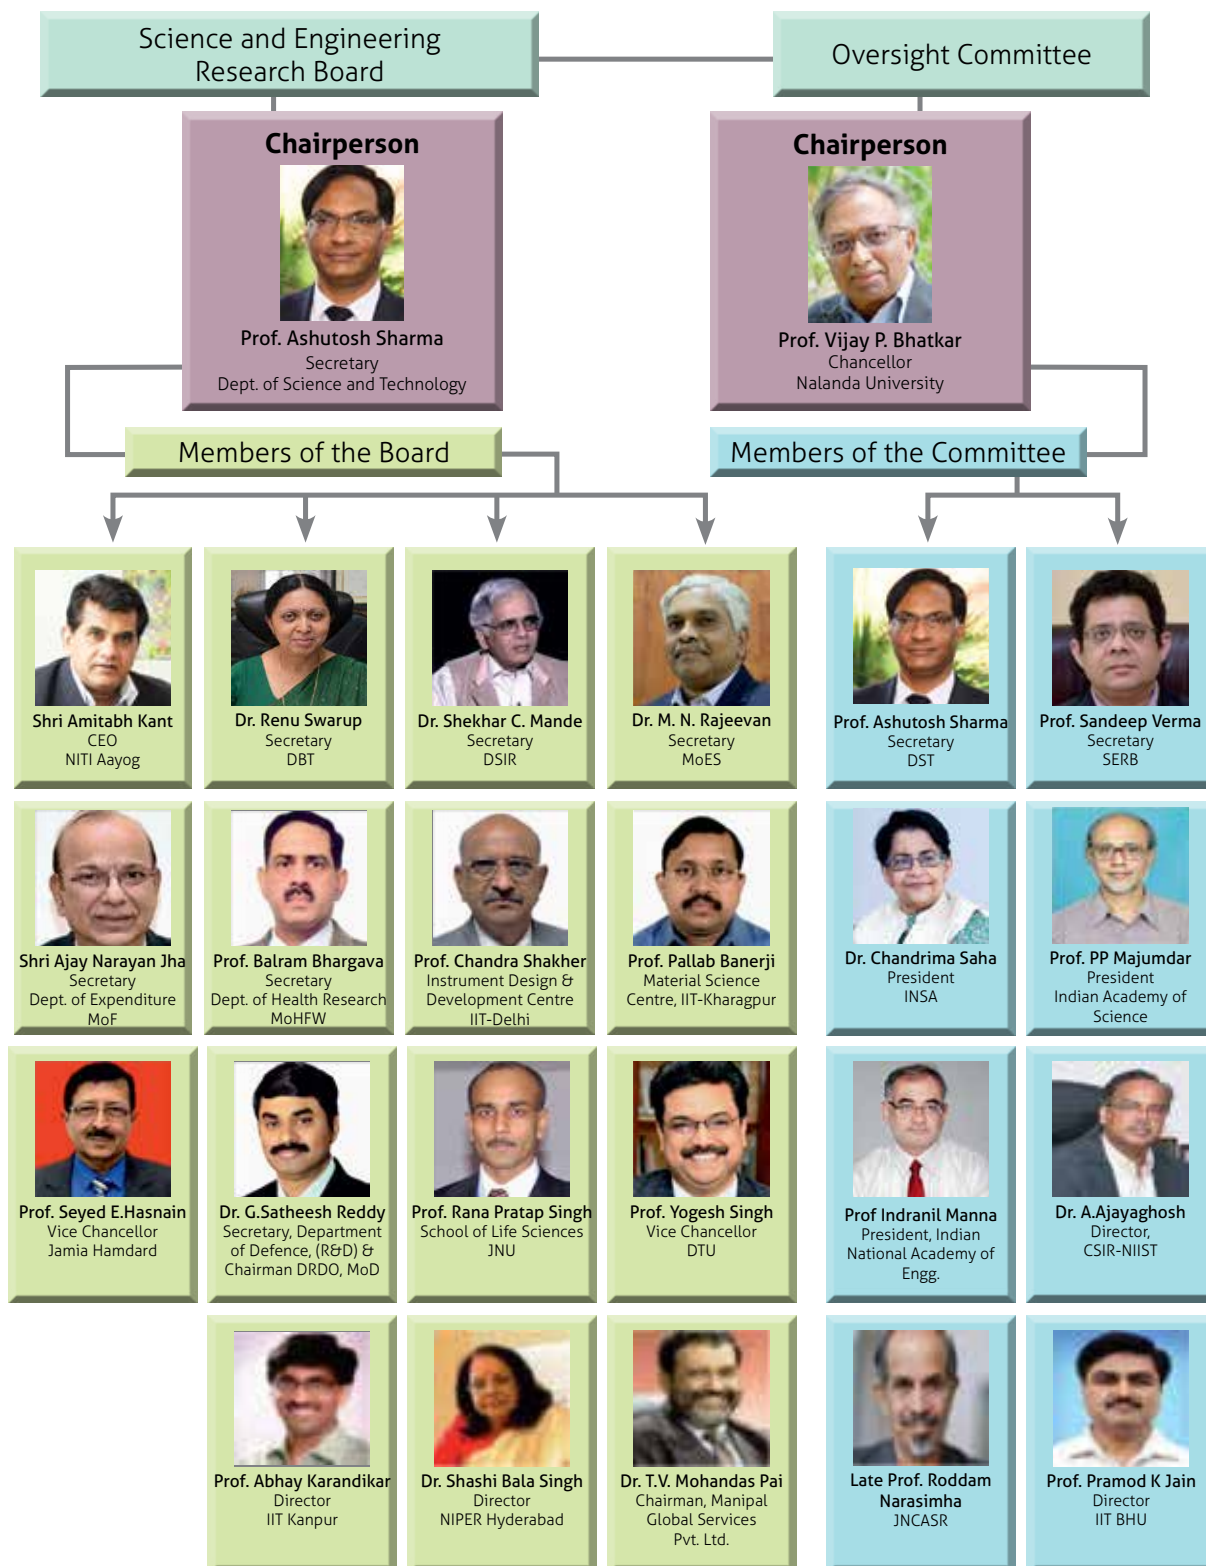 Science and Engineering
Research Board
Oversight Committee
Chairperson
Prof. Ashutosh Sharma
Secretary
Dept. of Science and Technology
Chairperson
Prof. Vijay P. Bhatkar
Chancellor
Nalanda University
Members of the Board
Members of the Committee
Shri Amitabh Kant
CEO
NITI Aayog
Dr. Renu Swarup
Secretary
DBT
Dr. Shekhar C. Mande
Secretary
DSIR
Dr. M. N. Rajeevan
Secretary
MoES
Prof. Ashutosh Sharma
Secretary
DST
Prof. Sandeep Verma
Secretary
SERB
Shri Ajay Narayan Jha
Secretary
Dept. of Expenditure
MoF
Prof. Balram Bhargava
Secretary
Dept. of Health Research
MoHFW
Prof. Chandra Shakher
Instrument Design &
Development Centre
IIT-Delhi
Prof. Pallab Banerji
Material Science
Centre, IIT-Kharagpur
Dr. Chandrima Saha
President
INSA
Prof. PP Majumdar
President
Indian Academy of
Science
Prof. Seyed E.Hasnain
Vice Chancellor
Jamia Hamdard
Dr. G.Satheesh Reddy
Secretary, Department
of Defence, (R&D) &
Chairman DRDO, MoD
Prof. Rana Pratap Singh
School of Life Sciences
JNU
Prof. Yogesh Singh
Vice Chancellor
DTU
Prof Indranil Manna
President, Indian
National Academy of
Engg.
Dr. A.Ajayaghosh
Director,
CSIR-NIIST
Prof. Abhay Karandikar
Director
IIT Kanpur
Dr. Shashi Bala Singh
Director
NIPER Hyderabad
Dr. T.V. Mohandas Pai
Chairman, Manipal
Global Services
Pvt. Ltd.
Late Prof. Roddam
Narasimha
JNCASR
Prof. Pramod K Jain
Director
IIT BHU